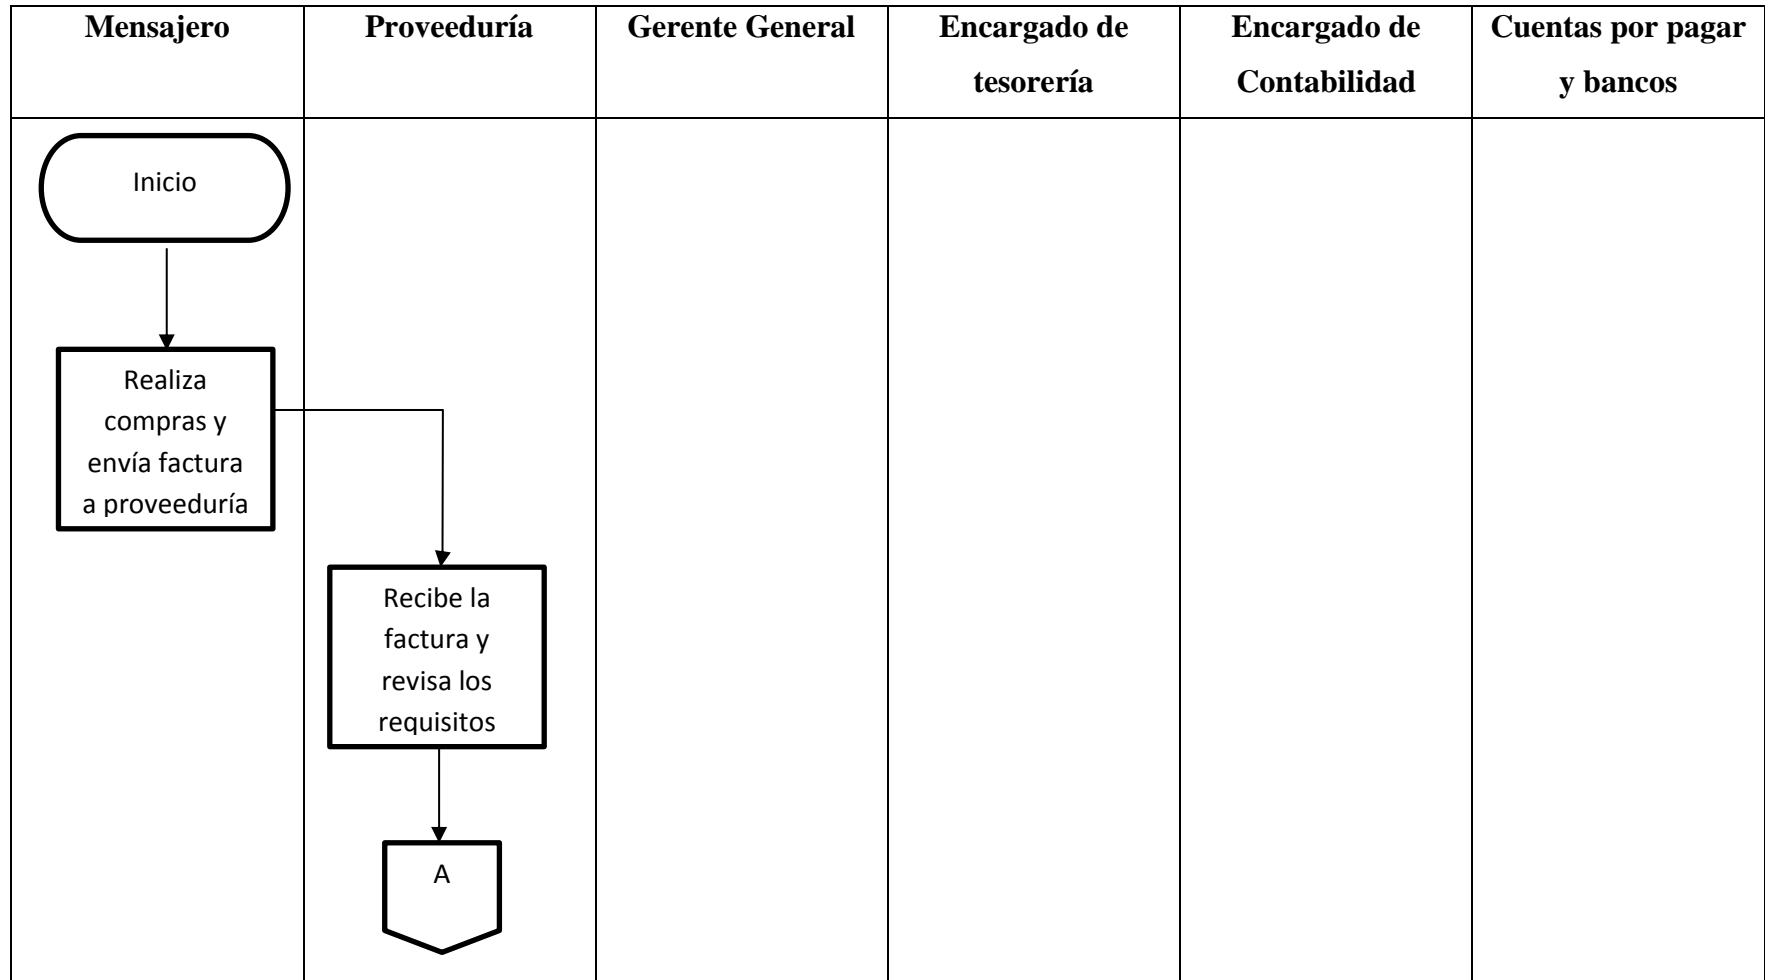 Mensajero
Proveeduría
Gerente General
Encargado de
tesorería
Encargado de
Contabilidad
Cuentas por pagar
y bancos
Inicio
Realiza
compras y
envía factura
a proveeduría
Recibe la
factura y
revisa los
requisitos
A